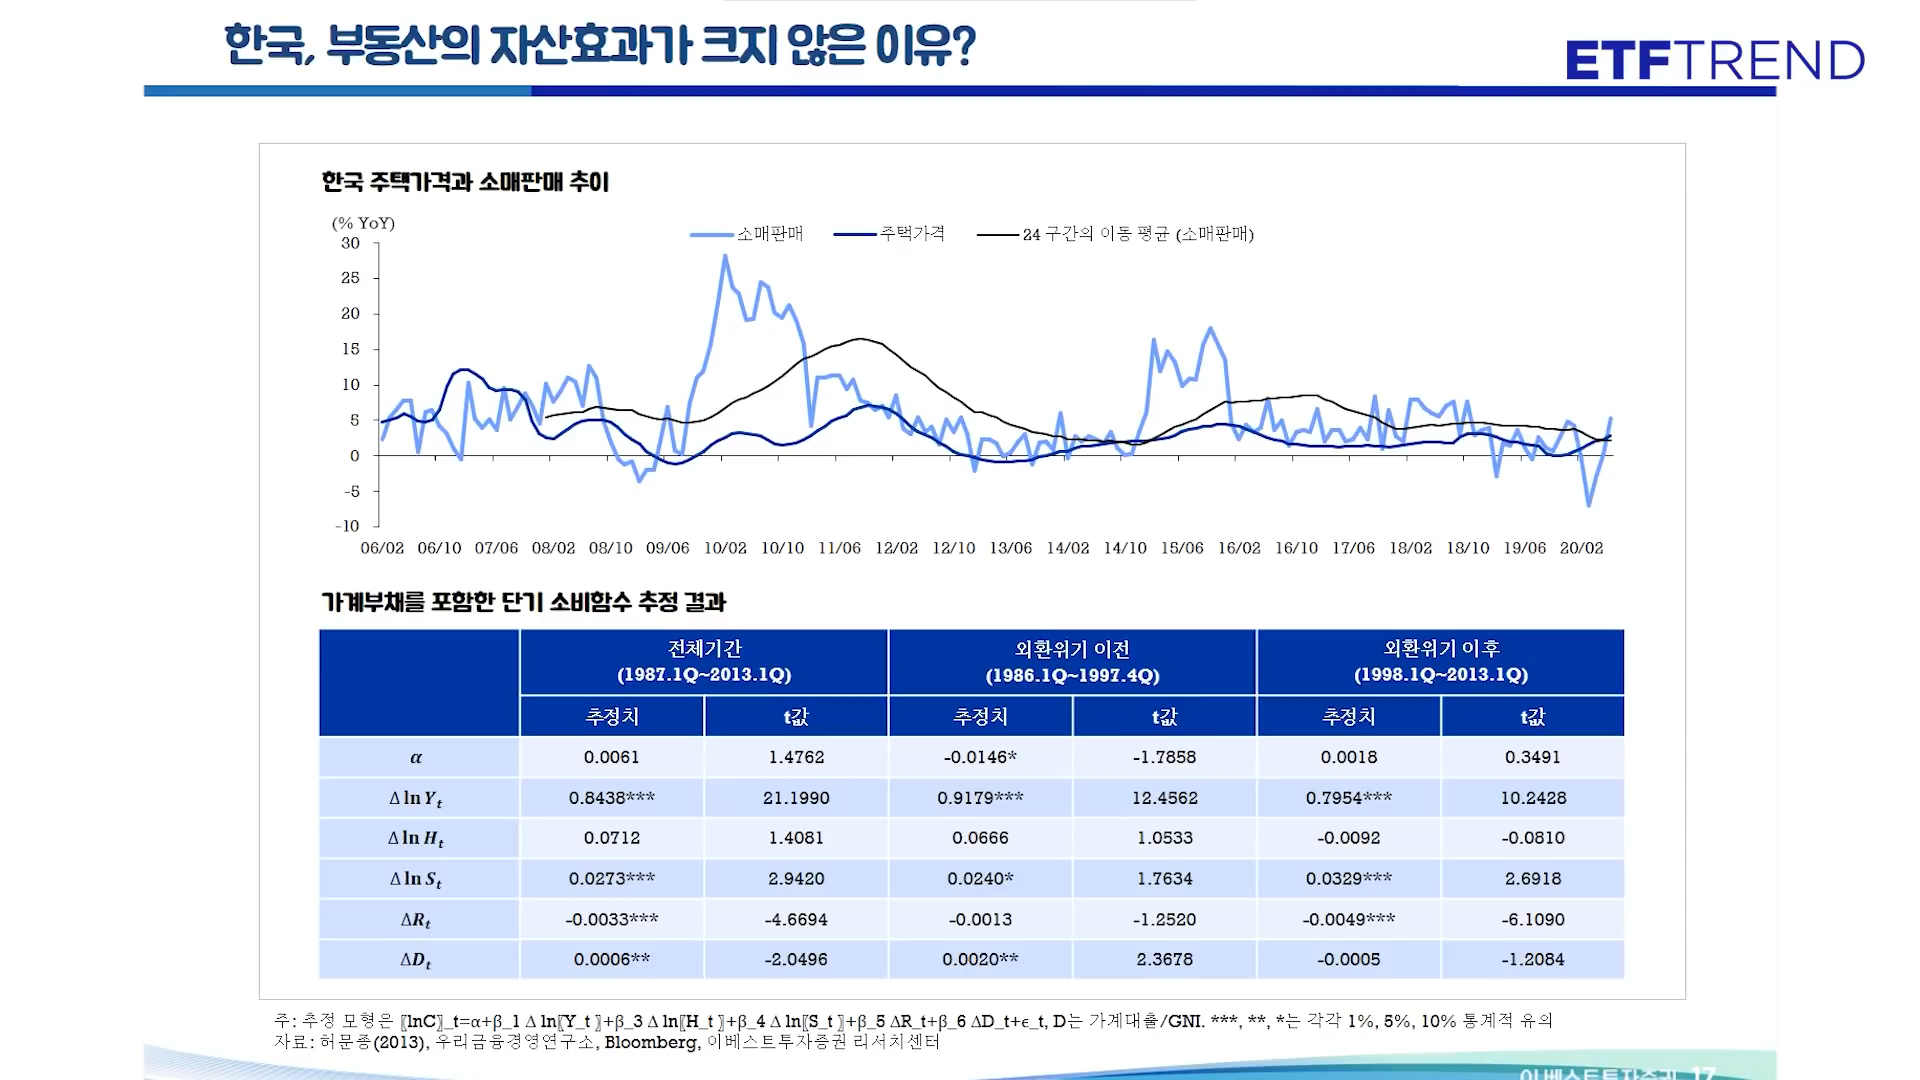 한국, 부동산의 자산효과가 크지 않은 이유?
ETFTREND
한국 주택가격과 소매판매 추이
(% YoY)
소매판매 주택가격 24 구간의 이동 평균 (소매판매)
30
25
20
15
10
5
0
-5
-10
06/02 06/10 07/06 08/02 08/10 09/06 10/02 10/10 11/06 12/02 12/10 13/06 14/02 14/10 15/06 16/02 16/10 17/06 18/02 18/10 19/06 20/02
가계부채를 포함한 단기 소비함수 추정 결과
전체기간 외환위기 이전 외환위기 이후
(1987.1Q~2013.1Q) (1986.1Q~1997.4Q) (1998.1Q~2013.1Q)
추정치 t값 추정치 t값 추정치 t값
α 0.0061 1.4762 -0.0146* -1.7858 0.0018 0.3491
Δ ln Y_t 0.8438*** 21.1990 0.9179*** 12.4562 0.7954*** 10.2428
Δ ln H_t 0.0712 1.4081 0.0666 1.0533 -0.0092 -0.0810
Δ ln S_t 0.0273*** 2.9420 0.0240* 1.7634 0.0329*** 2.6918
ΔR_t -0.0033*** -4.6694 -0.0013 -1.2520 -0.0049*** -6.1090
ΔD_t 0.0006** -2.0496 0.0020** 2.3678 -0.0005 -1.2084
주: 추정 모형은 〖lnC〗_t=α+β_1 Δ ln〖Y_t 〗+β_3 Δ ln〖H_t 〗+β_4 Δ ln〖S_t 〗+β_5 ΔR_t+β_6 ΔD_t+ϵ_t, D는 가계대출/GNI. ***, **, *는 각각 1%, 5%, 10% 통계적 유의
자료: 허문종(2013), 우리금융경영연구소, Bloomberg, 이베스트투자증권 리서치센터
이베스트투자증권 17